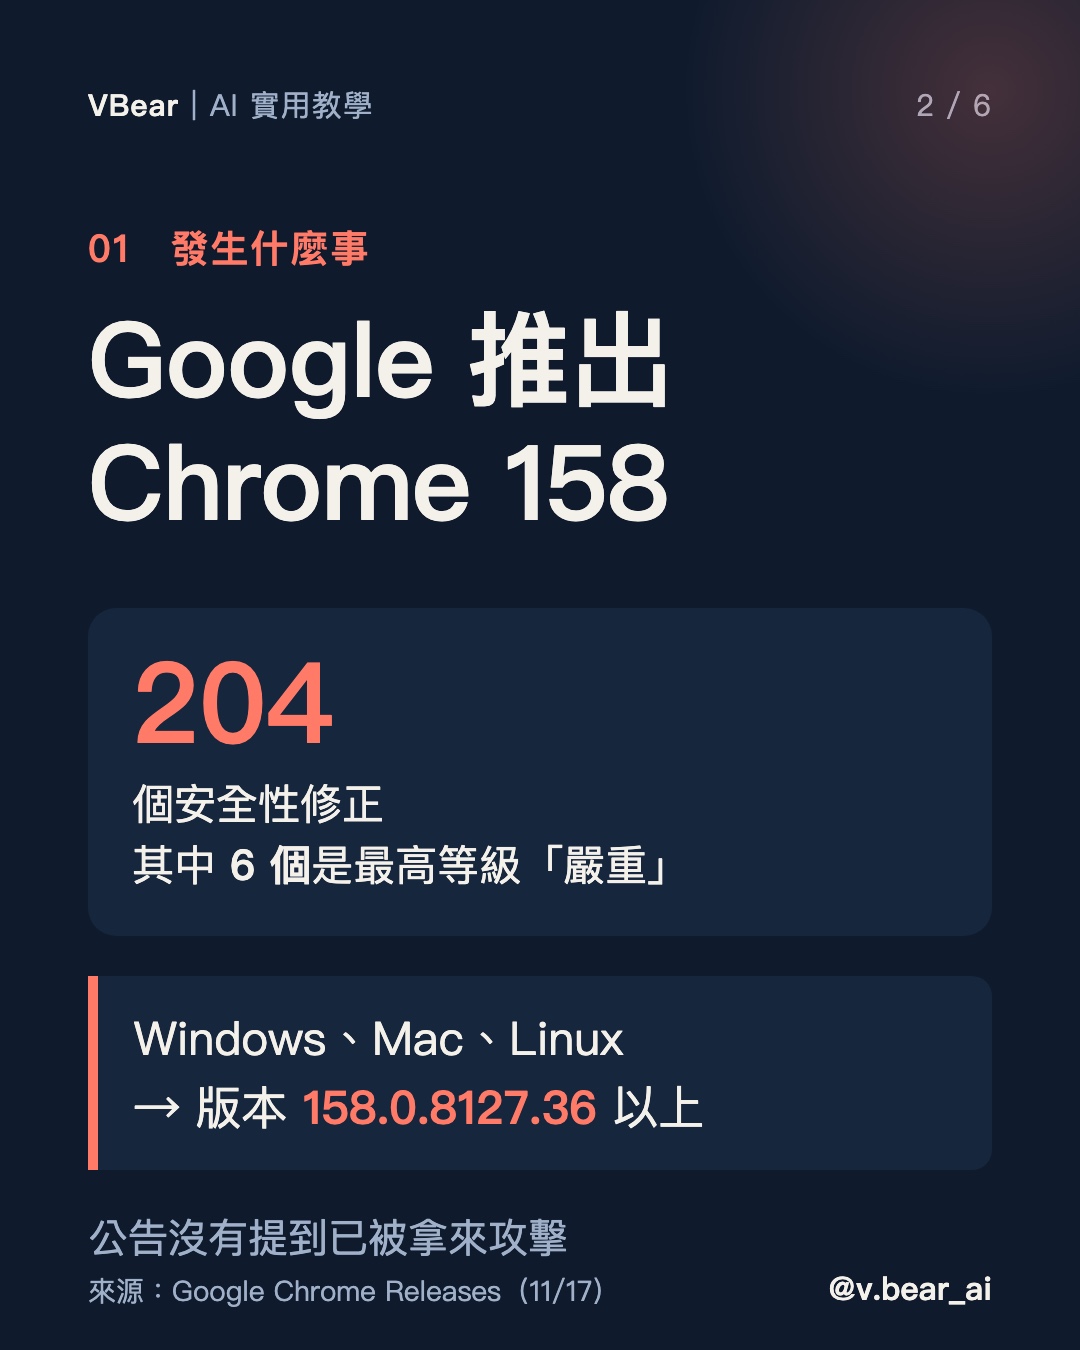 VBear | AI 實用教學
2 / 6
01 發生什麼事
Google 推出
Chrome 158
204
個安全性修正
其中 6 個是最高等級「嚴重」
Windows、Mac、Linux
→ 版本 158.0.8127.36 以上
公告沒有提到已被拿來攻擊
來源：Google Chrome Releases（11/17）
@v.bear_ai